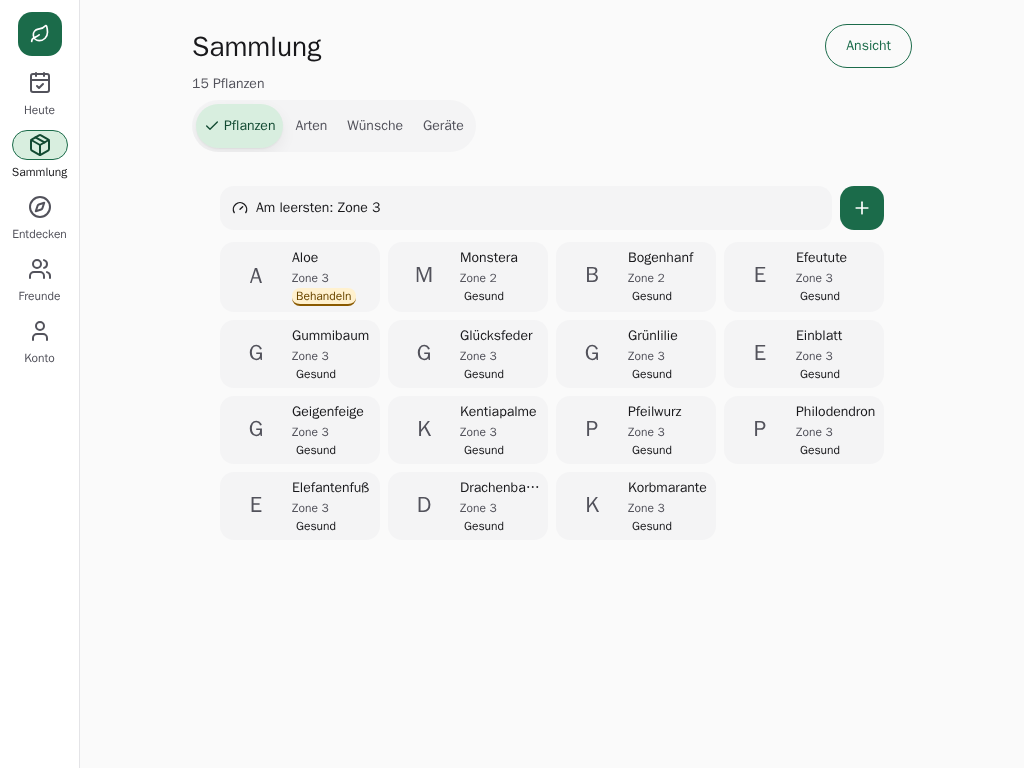 Heute
Sammlung
Entdecken
Freunde
Konto
Sammlung
Ansicht
15 Pflanzen
Pflanzen
Arten
Wünsche
Geräte
Am leersten: Zone 3
A
Aloe
Zone 3
Behandeln
M
Monstera
Zone 2
Gesund
B
Bogenhanf
Zone 2
Gesund
E
Efeutute
Zone 3
Gesund
G
Gummibaum
Zone 3
Gesund
G
Glücksfeder
Zone 3
Gesund
G
Grünlilie
Zone 3
Gesund
E
Einblatt
Zone 3
Gesund
G
Geigenfeige
Zone 3
Gesund
K
Kentiapalme
Zone 3
Gesund
P
Pfeilwurz
Zone 3
Gesund
P
Philodendron
Zone 3
Gesund
E
Elefantenfuß
Zone 3
Gesund
D
Drachenba…
Zone 3
Gesund
K
Korbmarante
Zone 3
Gesund